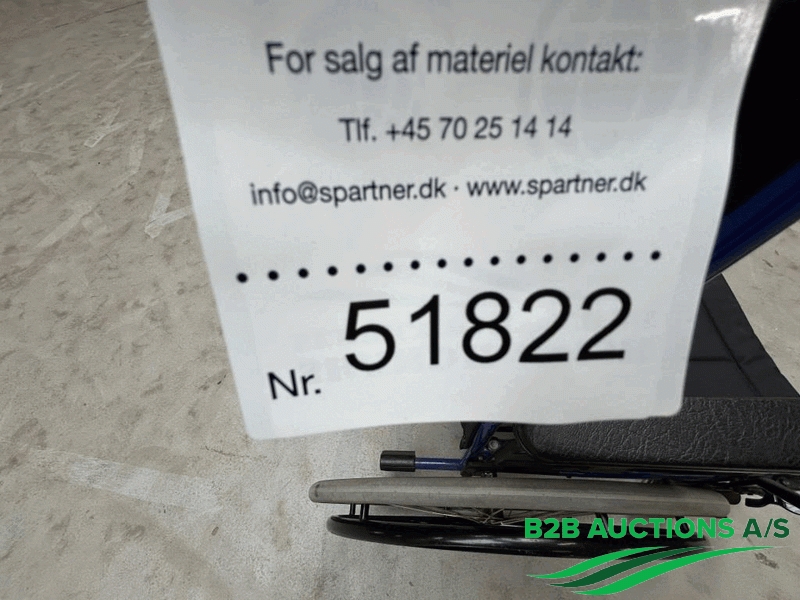 For salg af materiel kontakt:
Tlf. +45 70 25 14 14
info@spartner.dk · www.spartner.dk
Nr. 51822
B2B AUCTIONS A/S